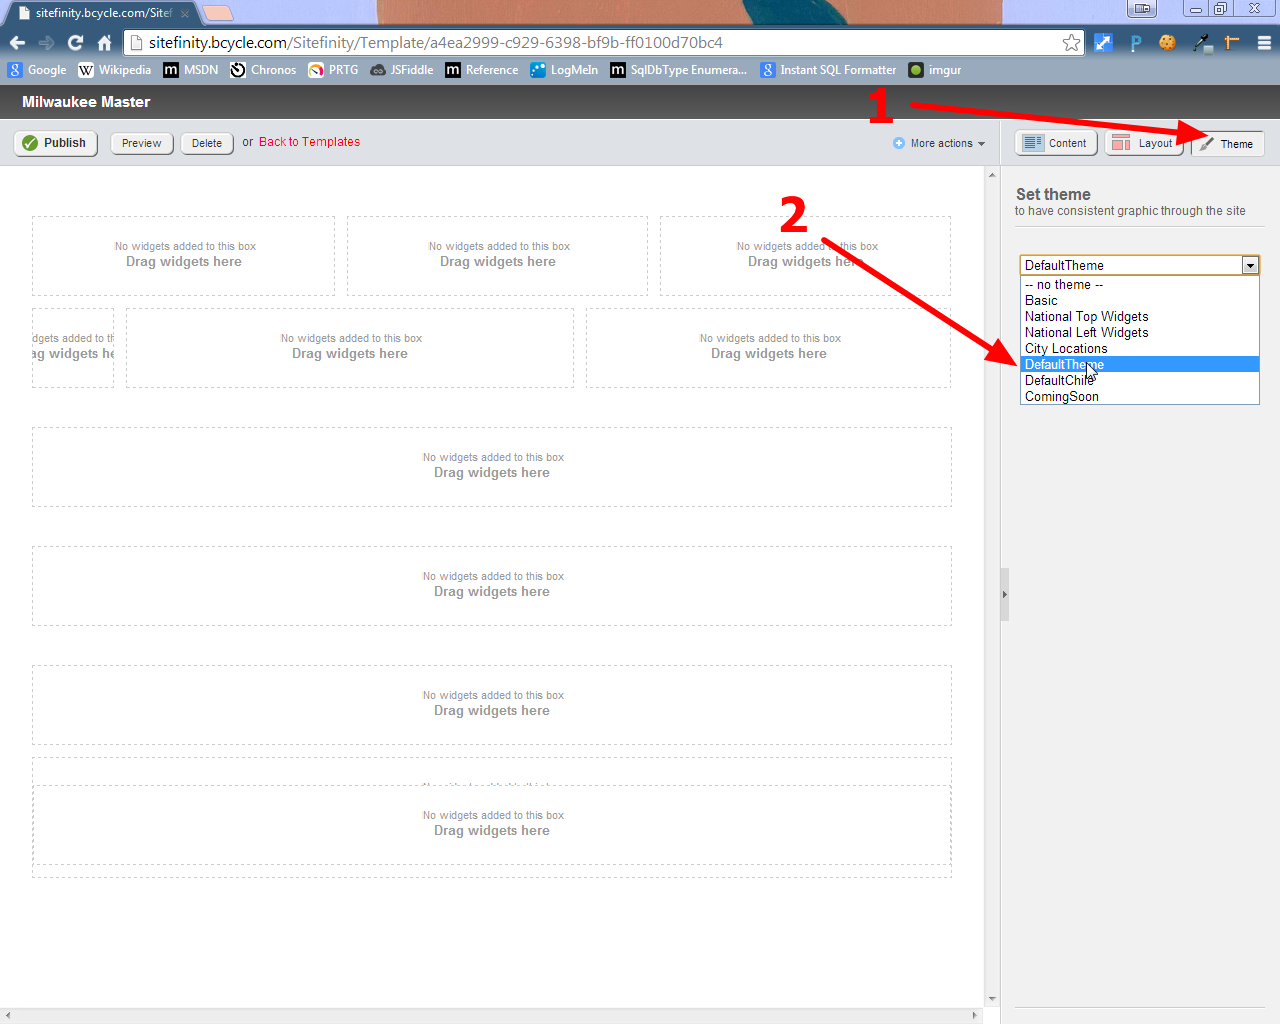 sitefinity.bcycle.com/Sitef
sitefinity.bcycle.com/Sitefinity/Template/a4ea2999-c929-6398-bf9b-ff0100d70bc4
Google Wikipedia MSDN Chronos PRTG JSFiddle Reference LogMeIn SqlDbType Enumera... Instant SQL Formatter imgur
Milwaukee Master
1
Publish Preview Delete or Back to Templates More actions Content Layout Theme
Set theme
to have consistent graphic through the site
2
No widgets added to this box No widgets added to this box No widgets added to this box
Drag widgets here Drag widgets here Drag widgets here
DefaultTheme
-- no theme --
Basic
National Top Widgets
National Left Widgets
City Locations
DefaultTheme
DefaultChile
ComingSoon
dgets added to th No widgets added to this box No widgets added to this box
ag widgets he Drag widgets here Drag widgets here
No widgets added to this box
Drag widgets here
No widgets added to this box
Drag widgets here
No widgets added to this box
Drag widgets here
No widgets added to this box
Drag widgets here